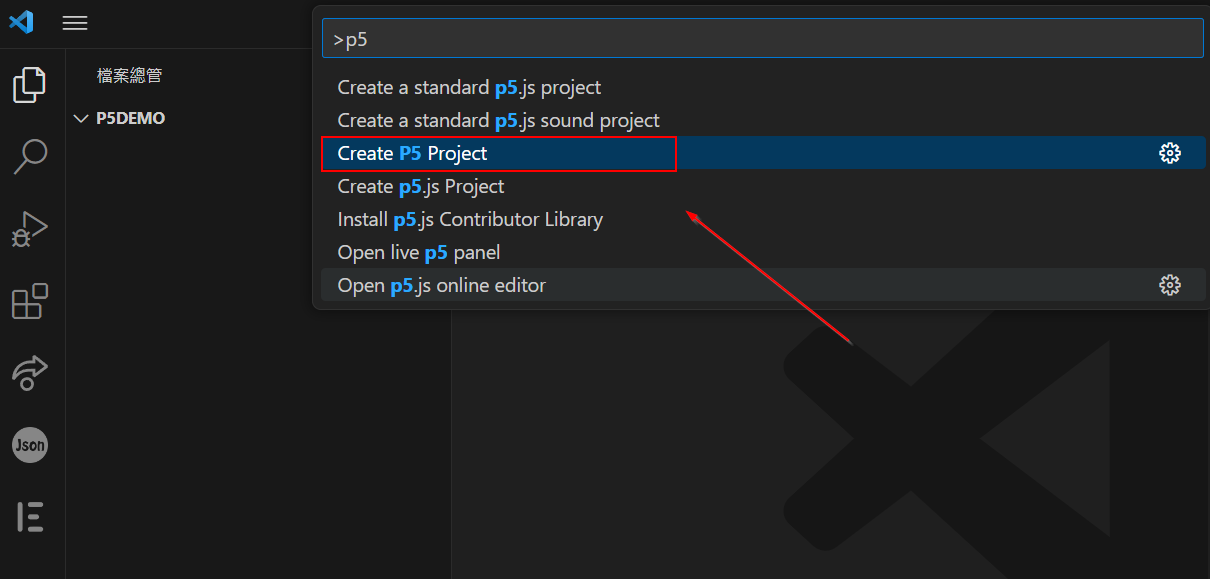 >p5
檔案總管
P5DEMO
Create a standard p5.js project
Create a standard p5.js sound project
Create P5 Project
Create p5.js Project
Install p5.js Contributor Library
Open live p5 panel
Open p5.js online editor
Json